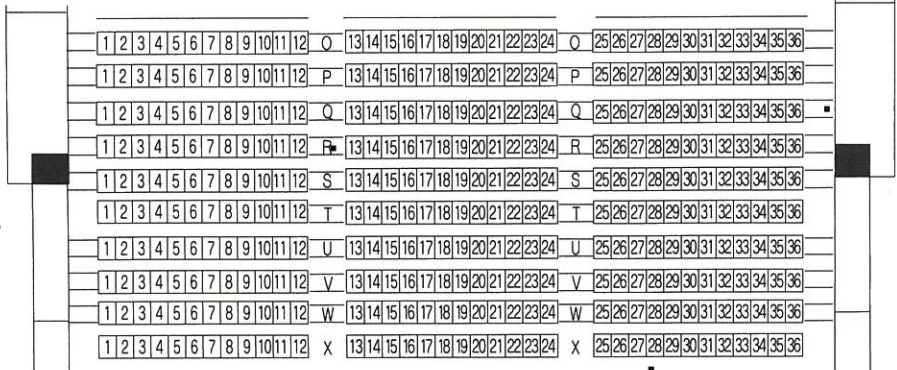 1 2 3 4 5 6 7 8 9 10 11 12 O 13 14 15 16 17 18 19 20 21 22 23 24 O 25 26 27 28 29 30 31 32 33 34 35 36
1 2 3 4 5 6 7 8 9 10 11 12 P 13 14 15 16 17 18 19 20 21 22 23 24 P 25 26 27 28 29 30 31 32 33 34 35 36
1 2 3 4 5 6 7 8 9 10 11 12 Q 13 14 15 16 17 18 19 20 21 22 23 24 Q 25 26 27 28 29 30 31 32 33 34 35 36
1 2 3 4 5 6 7 8 9 10 11 12 R 13 14 15 16 17 18 19 20 21 22 23 24 R 25 26 27 28 29 30 31 32 33 34 35 36
1 2 3 4 5 6 7 8 9 10 11 12 S 13 14 15 16 17 18 19 20 21 22 23 24 S 25 26 27 28 29 30 31 32 33 34 35 36
1 2 3 4 5 6 7 8 9 10 11 12 T 13 14 15 16 17 18 19 20 21 22 23 24 T 25 26 27 28 29 30 31 32 33 34 35 36
1 2 3 4 5 6 7 8 9 10 11 12 U 13 14 15 16 17 18 19 20 21 22 23 24 U 25 26 27 28 29 30 31 32 33 34 35 36
1 2 3 4 5 6 7 8 9 10 11 12 V 13 14 15 16 17 18 19 20 21 22 23 24 V 25 26 27 28 29 30 31 32 33 34 35 36
1 2 3 4 5 6 7 8 9 10 11 12 W 13 14 15 16 17 18 19 20 21 22 23 24 W 25 26 27 28 29 30 31 32 33 34 35 36
1 2 3 4 5 6 7 8 9 10 11 12 X 13 14 15 16 17 18 19 20 21 22 23 24 X 25 26 27 28 29 30 31 32 33 34 35 36